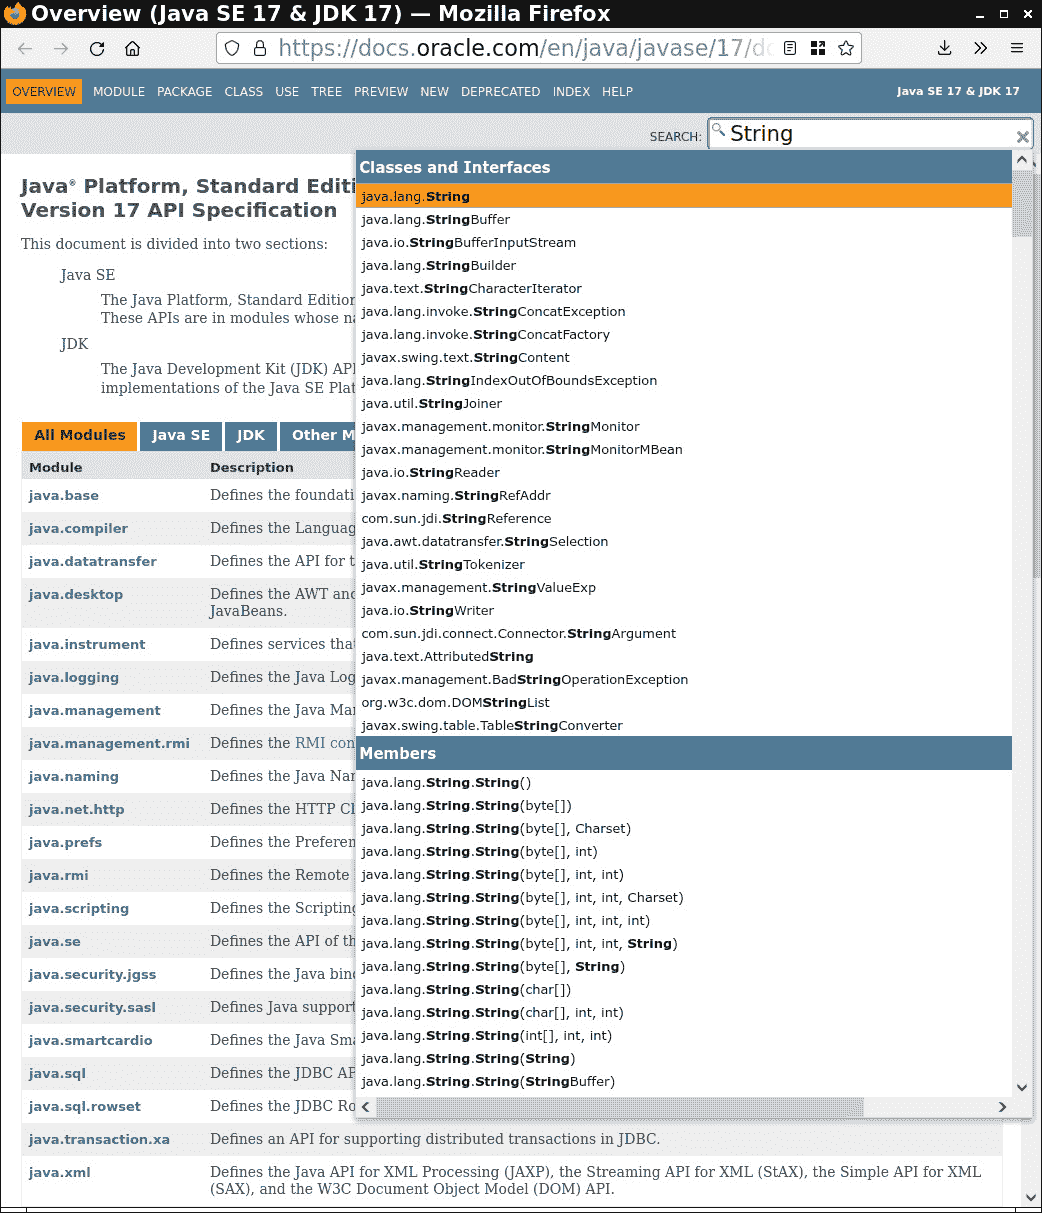 Overview (Java SE 17 & JDK 17) — Mozilla Firefox
https://docs.oracle.com/en/java/javase/17/do
OVERVIEW MODULE PACKAGE CLASS USE TREE PREVIEW NEW DEPRECATED INDEX HELP Java SE 17 & JDK 17
SEARCH: String
Java® Platform, Standard Editi
Version 17 API Specification
This document is divided into two sections:
Java SE
The Java Platform, Standard Edition
These APIs are in modules whose na
JDK
The Java Development Kit (JDK) API
implementations of the Java SE Plat
All Modules Java SE JDK Other M
Module Description
java.base Defines the foundati
java.compiler Defines the Languag
java.datatransfer Defines the API for t
java.desktop Defines the AWT and
JavaBeans.
java.instrument Defines services that
java.logging Defines the Java Log
java.management Defines the Java Mar
java.management.rmi Defines the RMI con
java.naming Defines the Java Nar
java.net.http Defines the HTTP Cl
java.prefs Defines the Preferen
java.rmi Defines the Remote
java.scripting Defines the Scripting
java.se Defines the API of th
java.security.jgss Defines the Java bind
java.security.sasl Defines Java support
java.smartcardio Defines the Java Sma
java.sql Defines the JDBC AP
java.sql.rowset Defines the JDBC Ro
java.transaction.xa Defines an API for supporting distributed transactions in JDBC.
java.xml Defines the Java API for XML Processing (JAXP), the Streaming API for XML (StAX), the Simple API for XML
(SAX), and the W3C Document Object Model (DOM) API.
Classes and Interfaces
java.lang.String
java.lang.StringBuffer
java.io.StringBufferInputStream
java.lang.StringBuilder
java.text.StringCharacterIterator
java.lang.invoke.StringConcatException
java.lang.invoke.StringConcatFactory
javax.swing.text.StringContent
java.lang.StringIndexOutOfBoundsException
java.util.StringJoiner
javax.management.monitor.StringMonitor
javax.management.monitor.StringMonitorMBean
java.io.StringReader
javax.naming.StringRefAddr
com.sun.jdi.StringReference
java.awt.datatransfer.StringSelection
java.util.StringTokenizer
javax.management.StringValueExp
java.io.StringWriter
com.sun.jdi.connect.Connector.StringArgument
java.text.AttributedString
javax.management.BadStringOperationException
org.w3c.dom.DOMStringList
javax.swing.table.TableStringConverter
Members
java.lang.String.String()
java.lang.String.String(byte[])
java.lang.String.String(byte[], Charset)
java.lang.String.String(byte[], int)
java.lang.String.String(byte[], int, int)
java.lang.String.String(byte[], int, int, Charset)
java.lang.String.String(byte[], int, int, int)
java.lang.String.String(byte[], int, int, String)
java.lang.String.String(byte[], String)
java.lang.String.String(char[])
java.lang.String.String(char[], int, int)
java.lang.String.String(int[], int, int)
java.lang.String.String(String)
java.lang.String.String(StringBuffer)